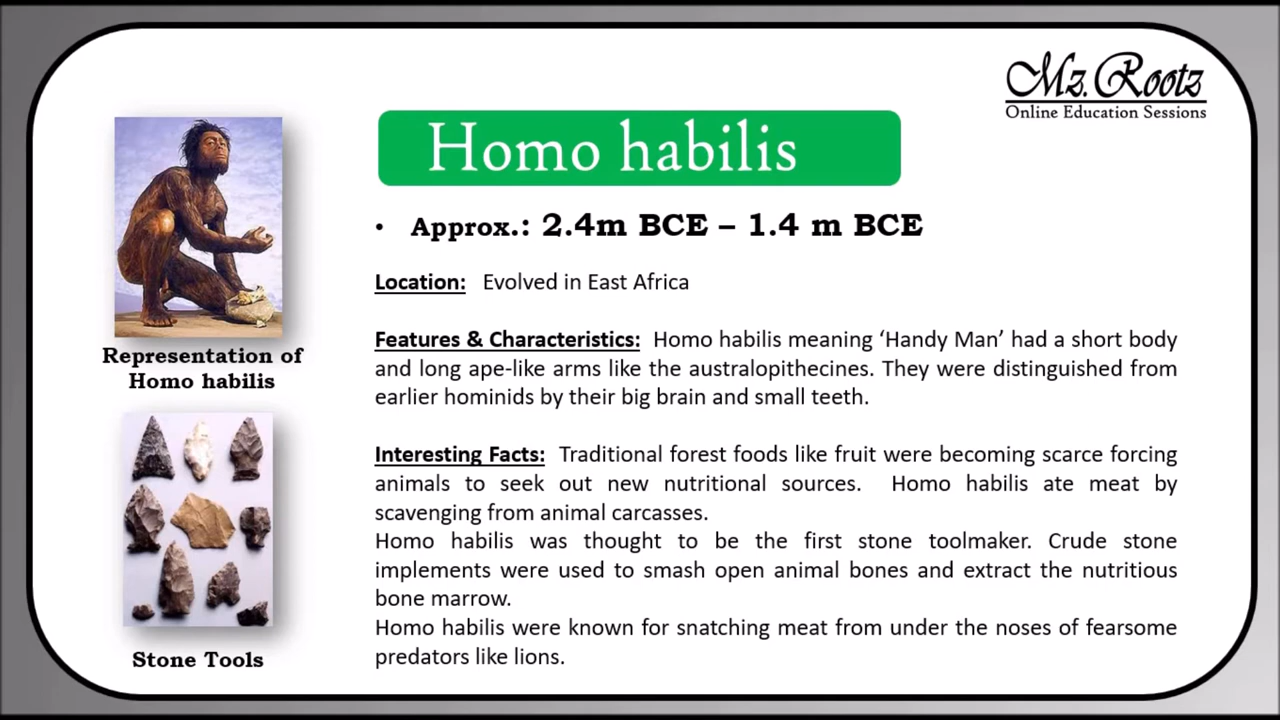 Mz. Rootz
Online Education Sessions
Homo habilis
• Approx.: 2.4m BCE – 1.4 m BCE
Location: Evolved in East Africa
Features & Characteristics: Homo habilis meaning ‘Handy Man’ had a short body
and long ape-like arms like the australopithecines. They were distinguished from
earlier hominids by their big brain and small teeth.
Interesting Facts: Traditional forest foods like fruit were becoming scarce forcing
animals to seek out new nutritional sources. Homo habilis ate meat by
scavenging from animal carcasses.
Homo habilis was thought to be the first stone toolmaker. Crude stone
implements were used to smash open animal bones and extract the nutritious
bone marrow.
Homo habilis were known for snatching meat from under the noses of fearsome
predators like lions.
Representation of
Homo habilis
Stone Tools